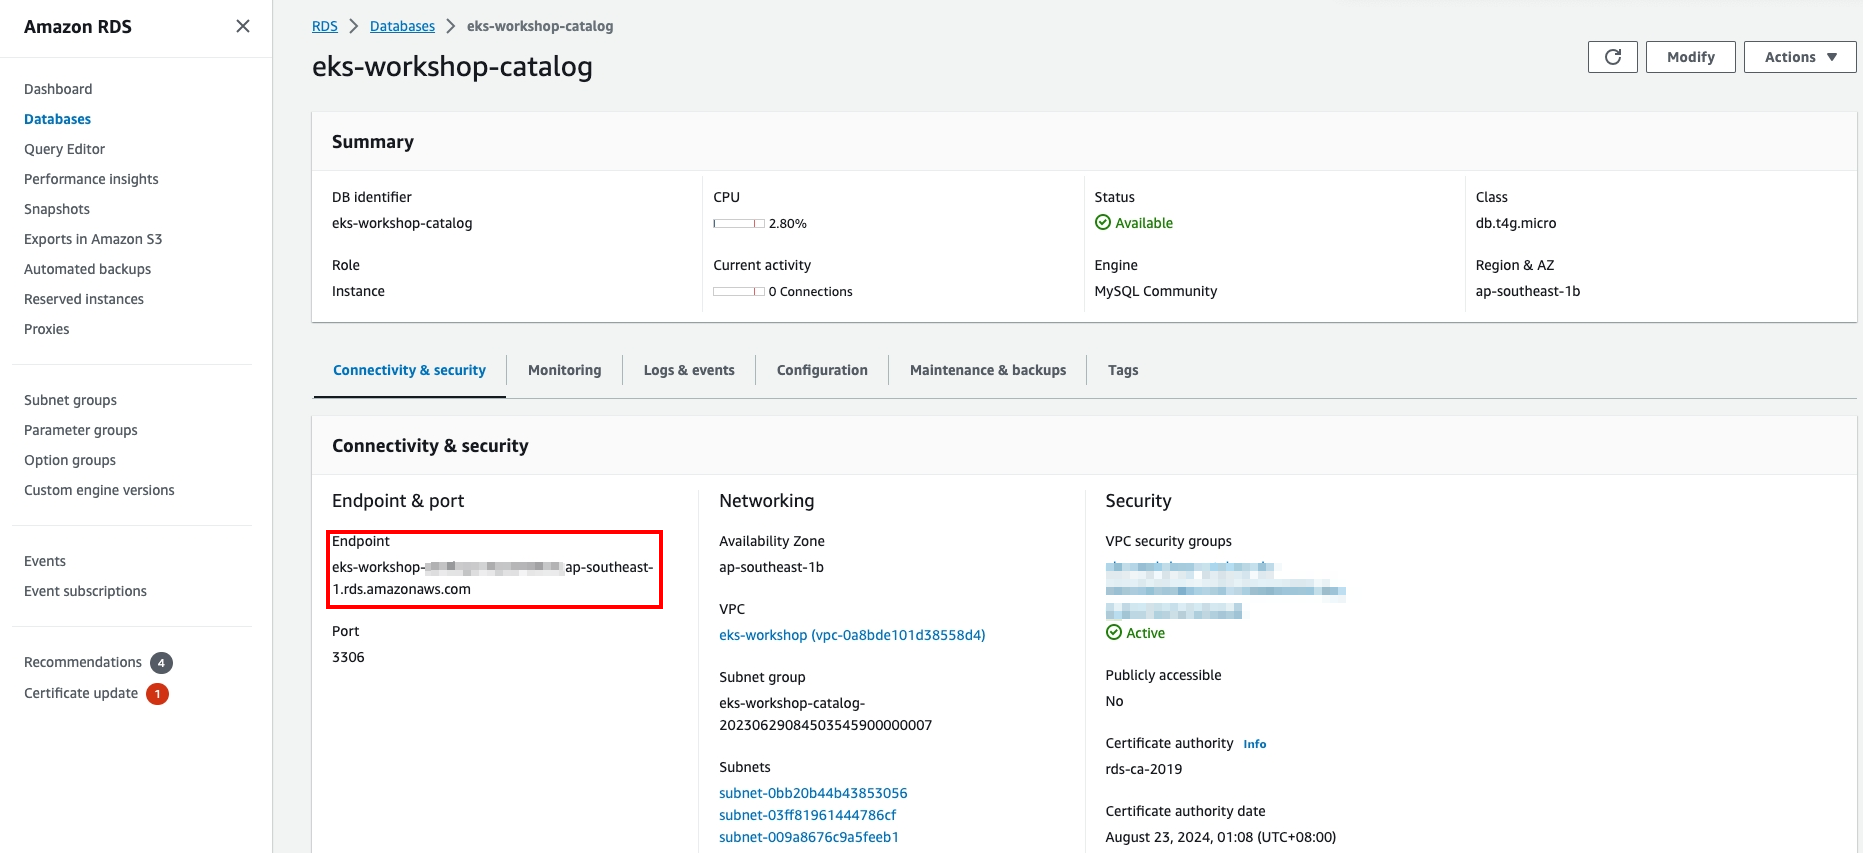 Amazon RDS
Dashboard
Databases
Query Editor
Performance insights
Snapshots
Exports in Amazon S3
Automated backups
Reserved instances
Proxies
Subnet groups
Parameter groups
Option groups
Custom engine versions
Events
Event subscriptions
Recommendations 4
Certificate update 1
RDS > Databases > eks-workshop-catalog
eks-workshop-catalog
Modify
Actions
Summary
DB identifier
eks-workshop-catalog
CPU
2.80%
Status
Available
Class
db.t4g.micro
Role
Instance
Current activity
0 Connections
Engine
MySQL Community
Region & AZ
ap-southeast-1b
Connectivity & security
Monitoring
Logs & events
Configuration
Maintenance & backups
Tags
Connectivity & security
Endpoint & port
Endpoint
eks-workshop- ap-southeast-
1.rds.amazonaws.com
Port
3306
Networking
Availability Zone
ap-southeast-1b
VPC
eks-workshop (vpc-0a8bde101d38558d4)
Subnet group
eks-workshop-catalog-
20230629084503545900000007
Subnets
subnet-0bb20b44b43853056
subnet-03ff81961444786cf
subnet-009a8676c9a5feeb1
Security
VPC security groups
Active
Publicly accessible
No
Certificate authority Info
rds-ca-2019
Certificate authority date
August 23, 2024, 01:08 (UTC+08:00)